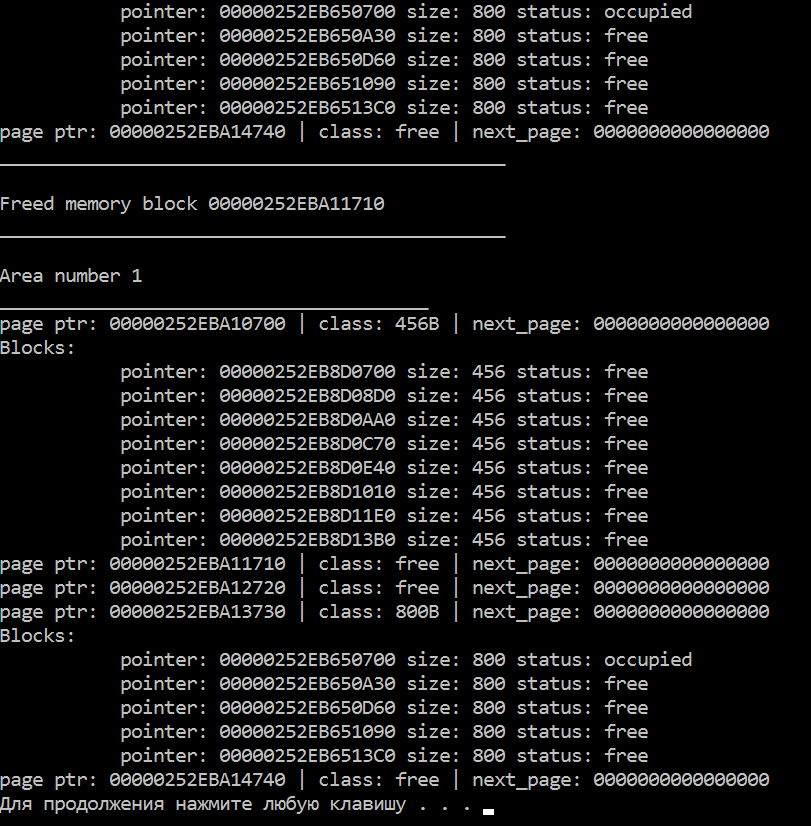 pointer: 00000252EB650700 size: 800 status: occupied
pointer: 00000252EB650A30 size: 800 status: free
pointer: 00000252EB650D60 size: 800 status: free
pointer: 00000252EB651090 size: 800 status: free
pointer: 00000252EB6513C0 size: 800 status: free
page ptr: 00000252EBA14740 | class: free | next_page: 0000000000000000
______________________________________________
Freed memory block 00000252EBA11710
______________________________________________
Area number 1
_______________________________________
page ptr: 00000252EBA10700 | class: 456B | next_page: 0000000000000000
Blocks:
pointer: 00000252EB8D0700 size: 456 status: free
pointer: 00000252EB8D08D0 size: 456 status: free
pointer: 00000252EB8D0AA0 size: 456 status: free
pointer: 00000252EB8D0C70 size: 456 status: free
pointer: 00000252EB8D0E40 size: 456 status: free
pointer: 00000252EB8D1010 size: 456 status: free
pointer: 00000252EB8D11E0 size: 456 status: free
pointer: 00000252EB8D13B0 size: 456 status: free
page ptr: 00000252EBA11710 | class: free | next_page: 0000000000000000
page ptr: 00000252EBA12720 | class: free | next_page: 0000000000000000
page ptr: 00000252EBA13730 | class: 800B | next_page: 0000000000000000
Blocks:
pointer: 00000252EB650700 size: 800 status: occupied
pointer: 00000252EB650A30 size: 800 status: free
pointer: 00000252EB650D60 size: 800 status: free
pointer: 00000252EB651090 size: 800 status: free
pointer: 00000252EB6513C0 size: 800 status: free
page ptr: 00000252EBA14740 | class: free | next_page: 0000000000000000
Для продолжения нажмите любую клавишу . . .